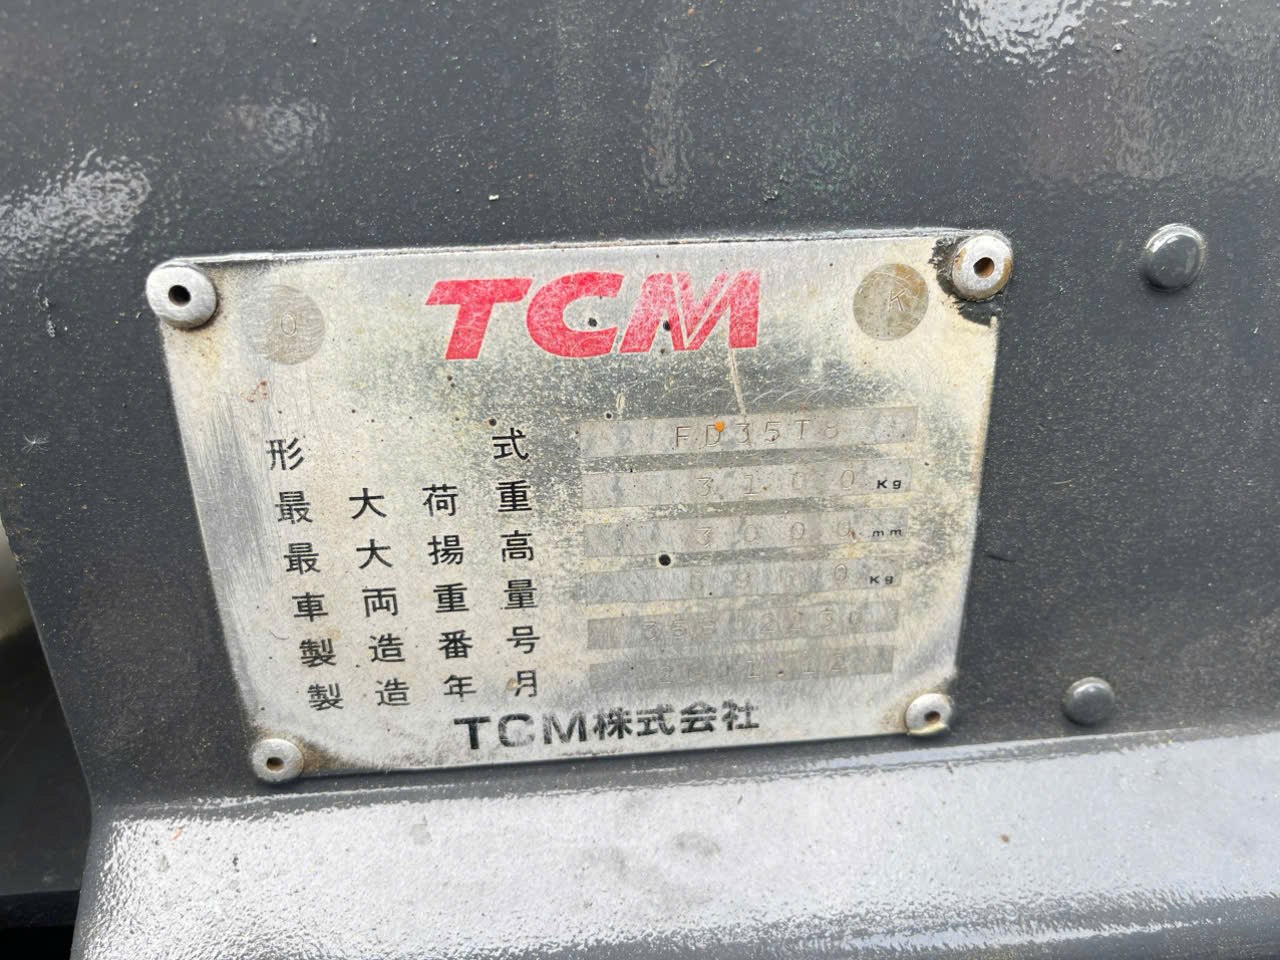 TCM
O
K
形式 FD35T8
最大荷重 3100 Kg
最大揚高 3000 mm
車両重量 Kg
製造番号
製造年月
TCM株式会社